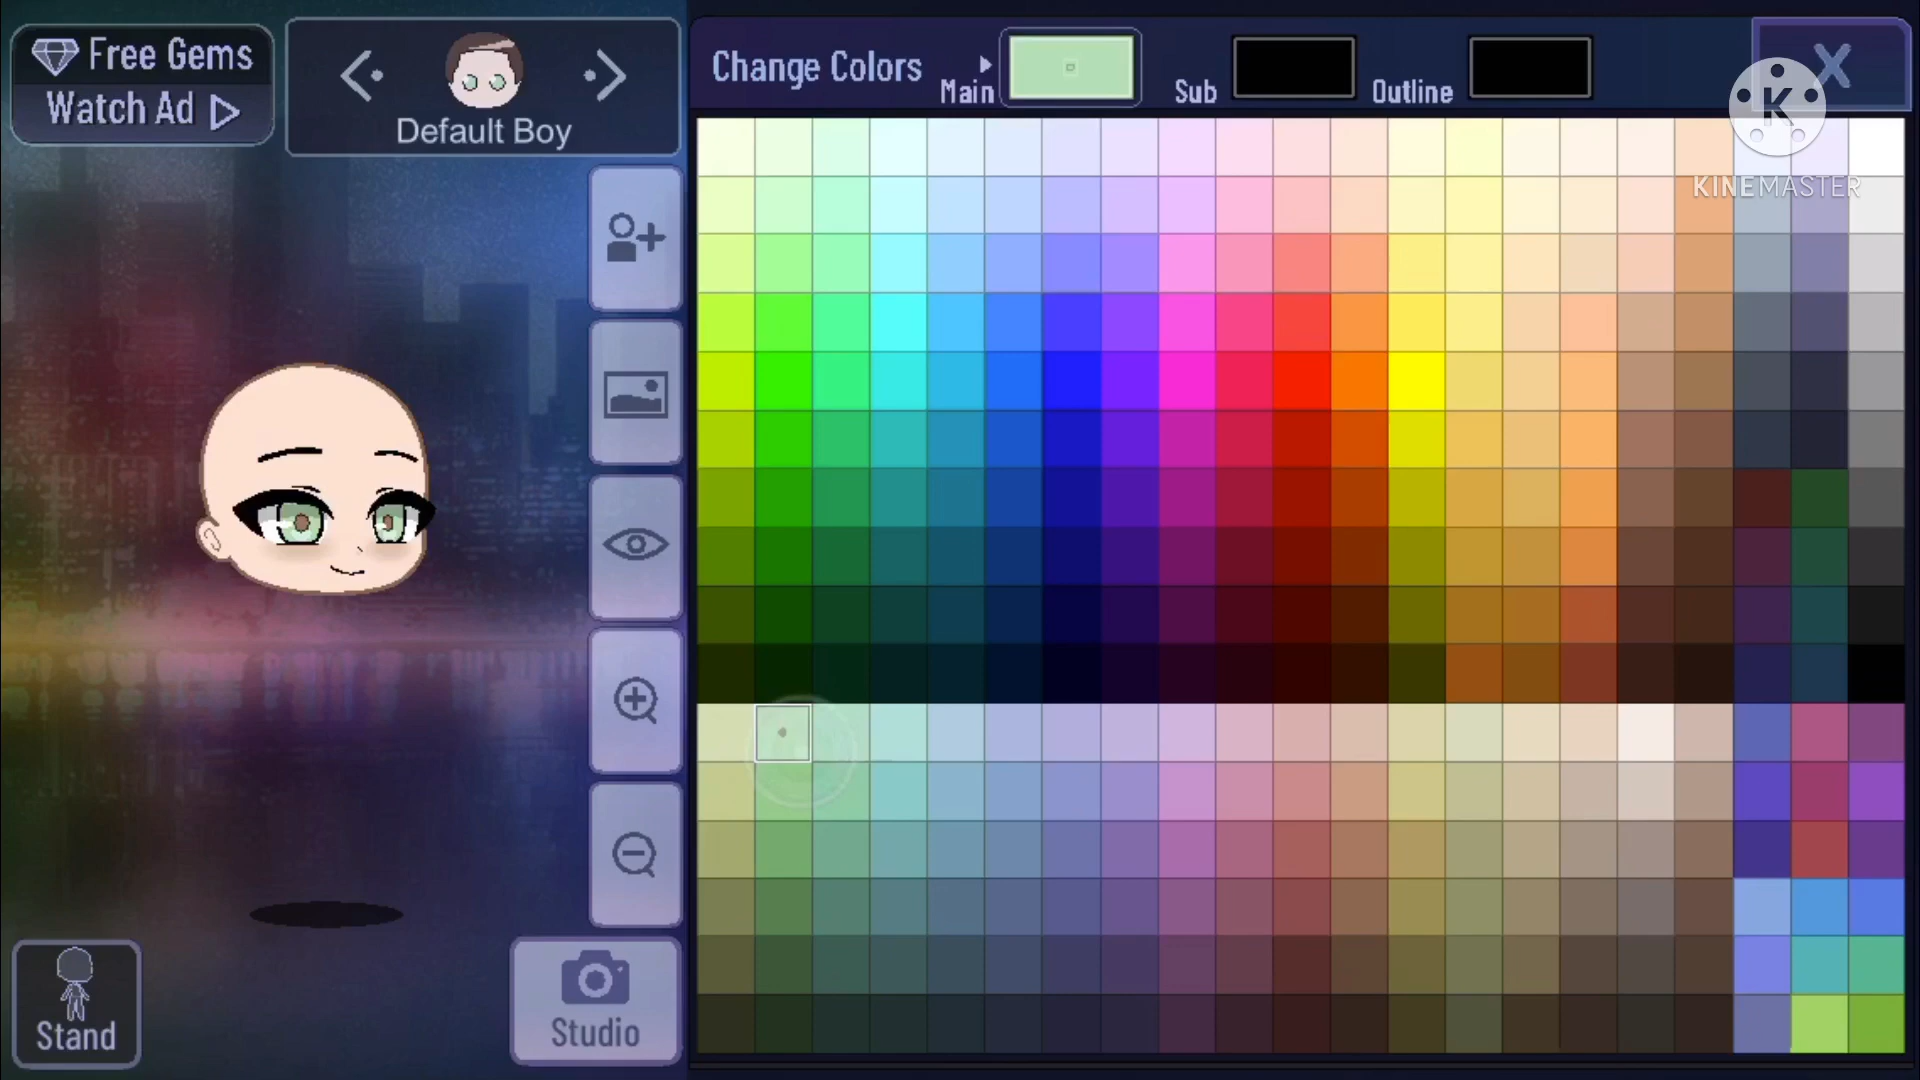 Free Gems
Watch Ad
Default Boy
Change Colors
Main
Sub
Outline
X
K
KINEMASTER
Stand
Studio